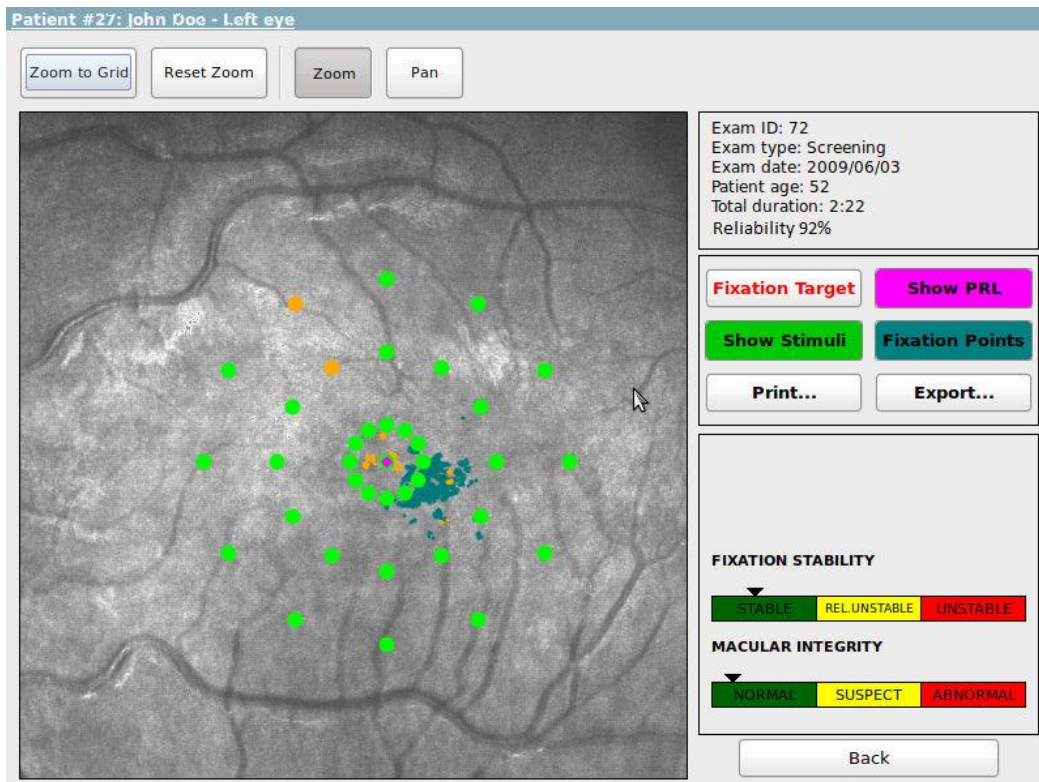 Patient #27: John Doe - Left eye
Zoom to Grid
Reset Zoom
Zoom
Pan
Exam ID: 72
Exam type: Screening
Exam date: 2009/06/03
Patient age: 52
Total duration: 2:22
Reliability 92%
Fixation Target
Show PRL
Show Stimuli
Fixation Points
Print...
Export...
FIXATION STABILITY
STABLE
REL.UNSTABLE
UNSTABLE
MACULAR INTEGRITY
NORMAL
SUSPECT
ABNORMAL
Back